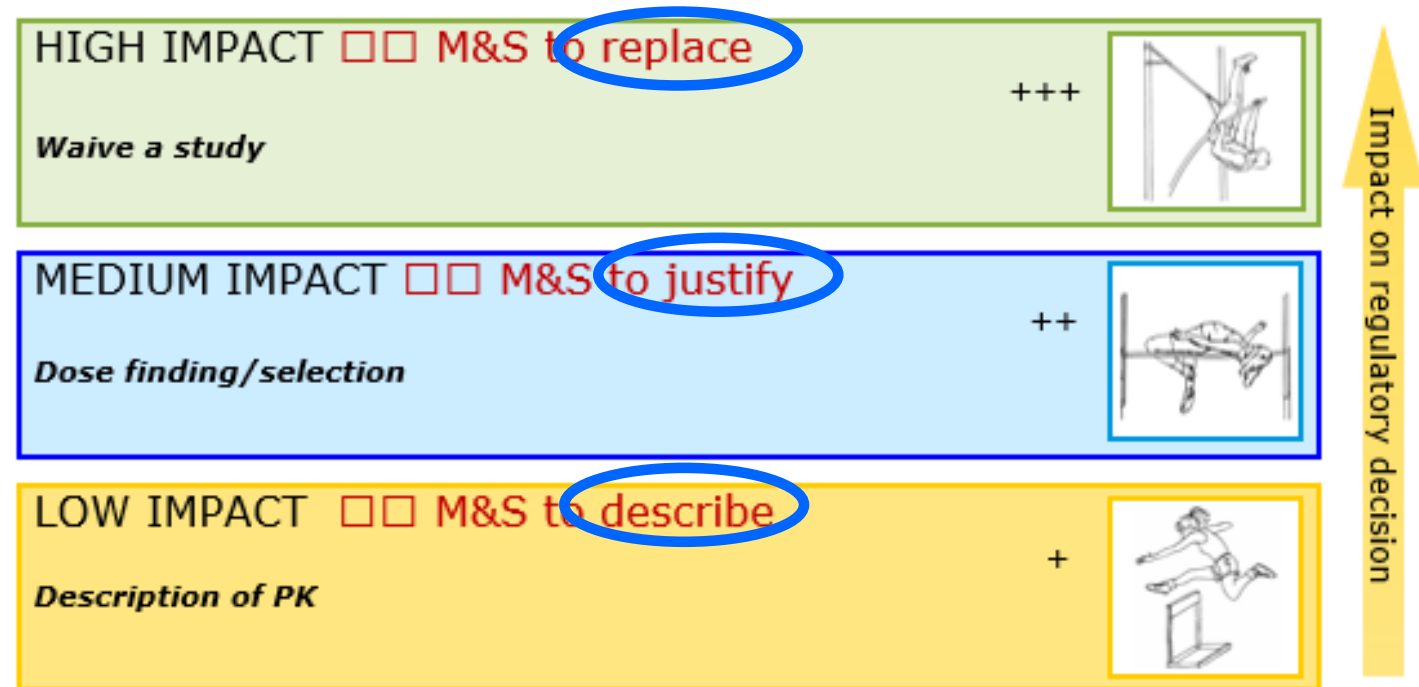 HIGH IMPACT □□ M&S to replace
+++
Waive a study
MEDIUM IMPACT □□ M&S to justify
++
Dose finding/selection
LOW IMPACT □□ M&S to describe
+
Description of PK
Impact on regulatory decision